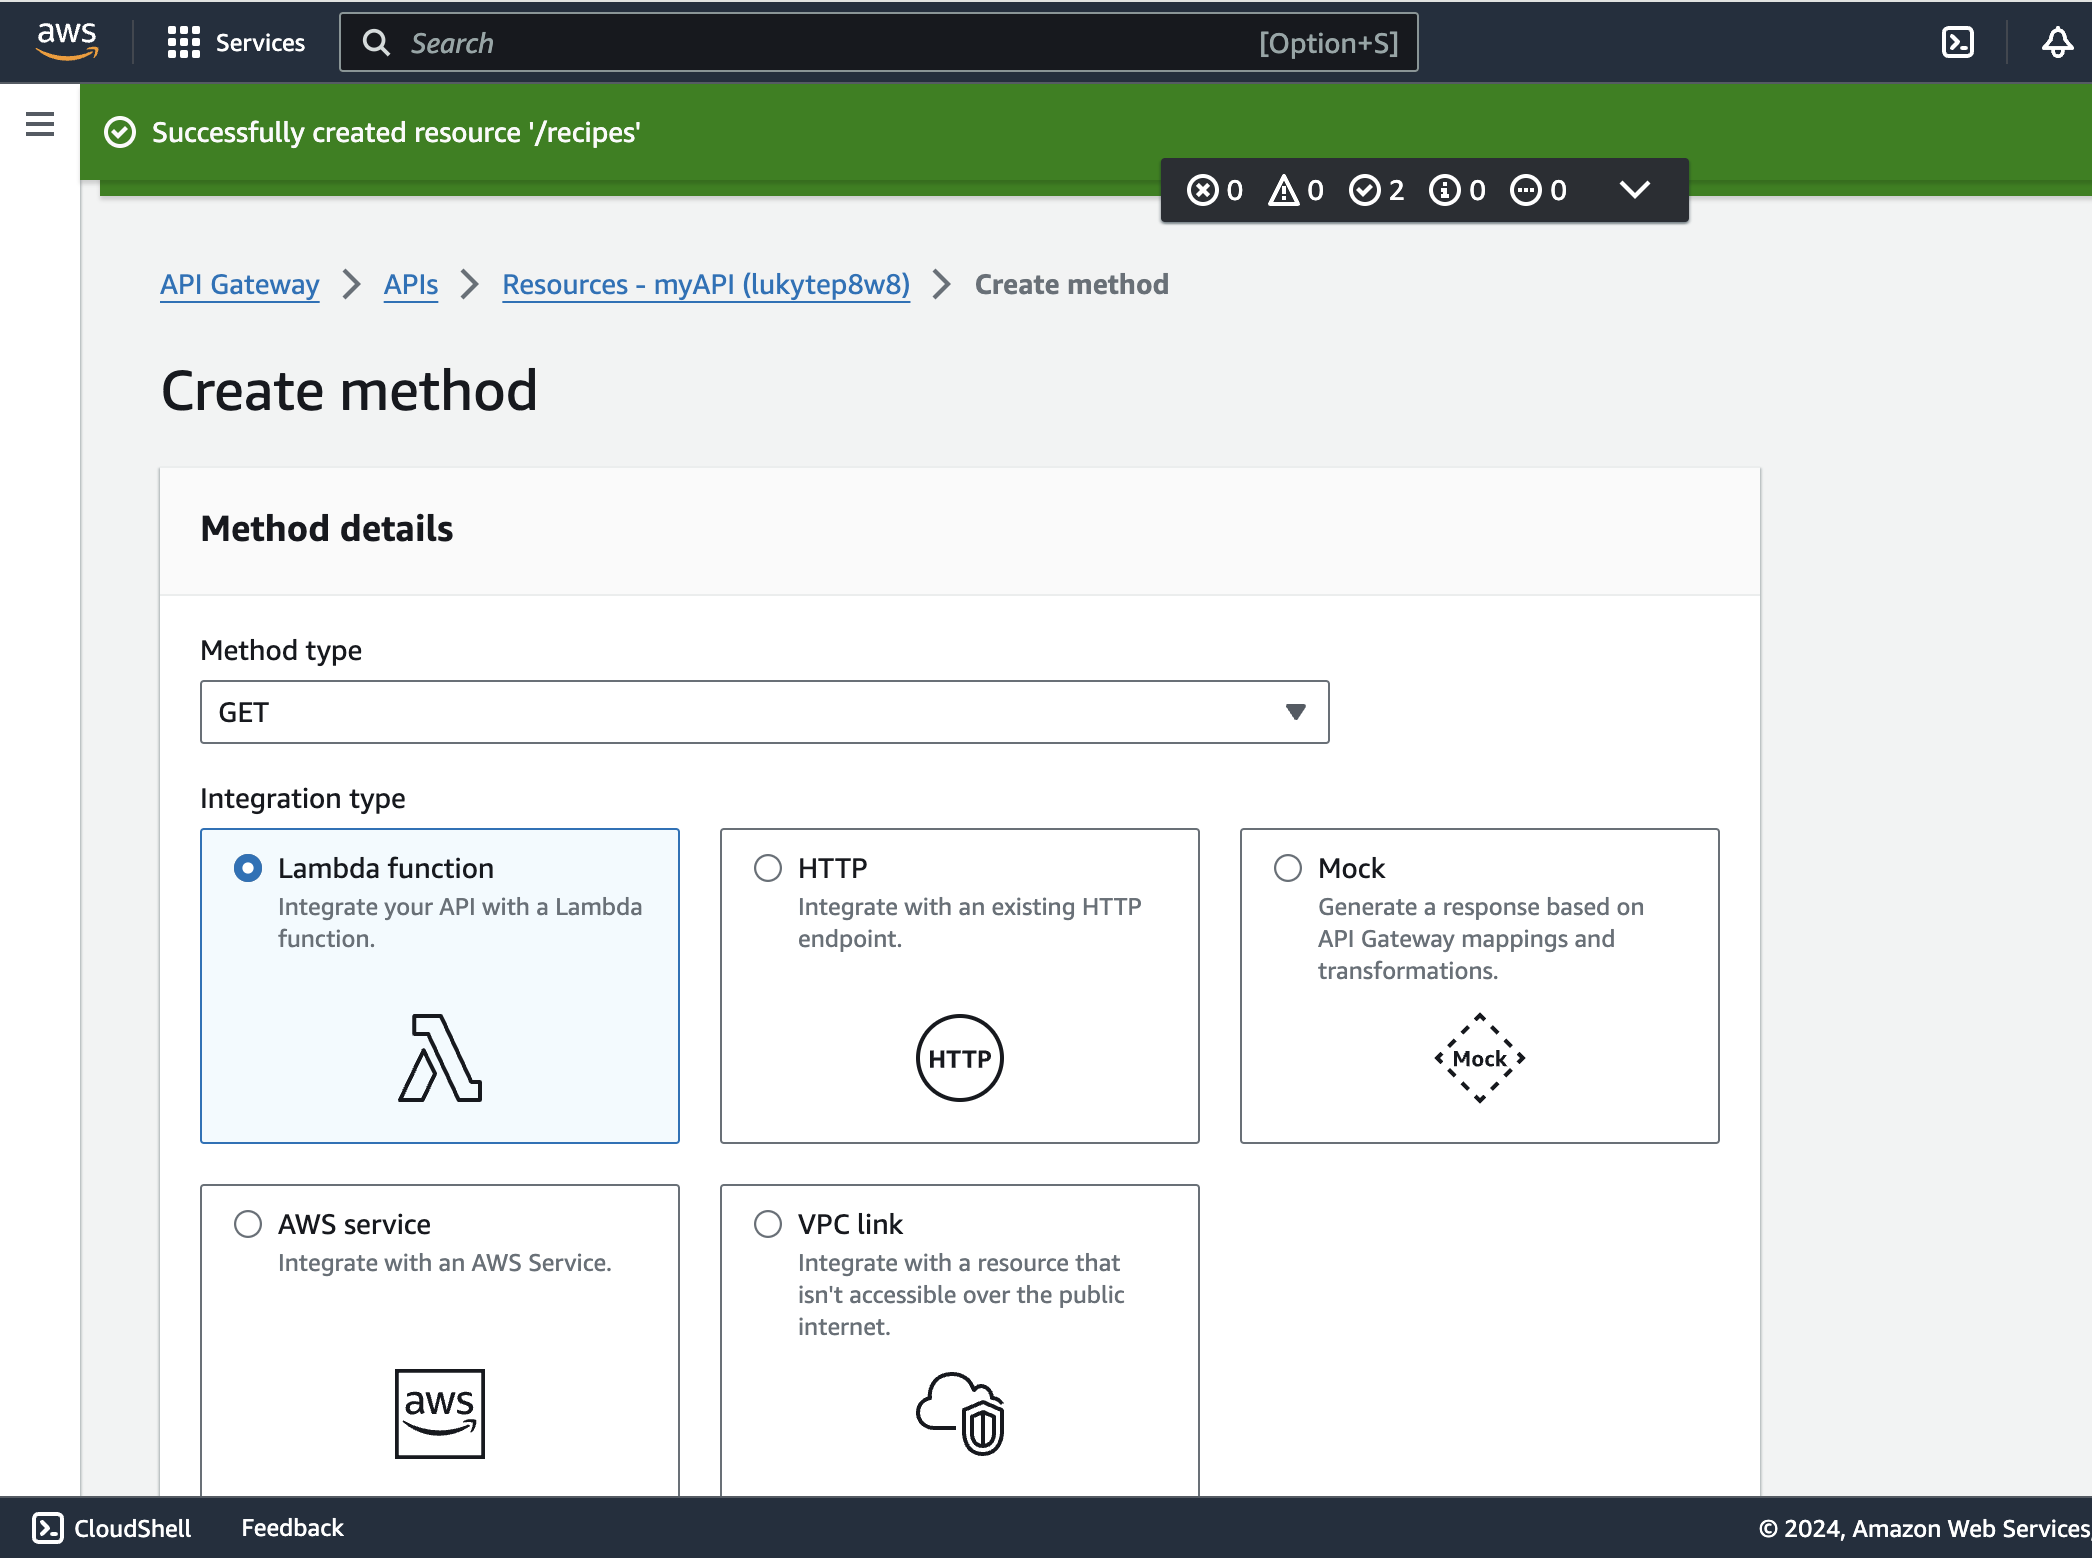 aws Services Search [Option+S]
Successfully created resource '/recipes'
0 0 2 0 0
API Gateway APIs Resources - myAPI (lukytep8w8) Create method
Create method
Method details
Method type
GET
Integration type
Lambda function
Integrate your API with a Lambda
function.
HTTP
Integrate with an existing HTTP
endpoint.
HTTP
Mock
Generate a response based on
API Gateway mappings and
transformations.
Mock
AWS service
Integrate with an AWS Service.
aws
VPC link
Integrate with a resource that
isn't accessible over the public
internet.
CloudShell Feedback © 2024, Amazon Web Services